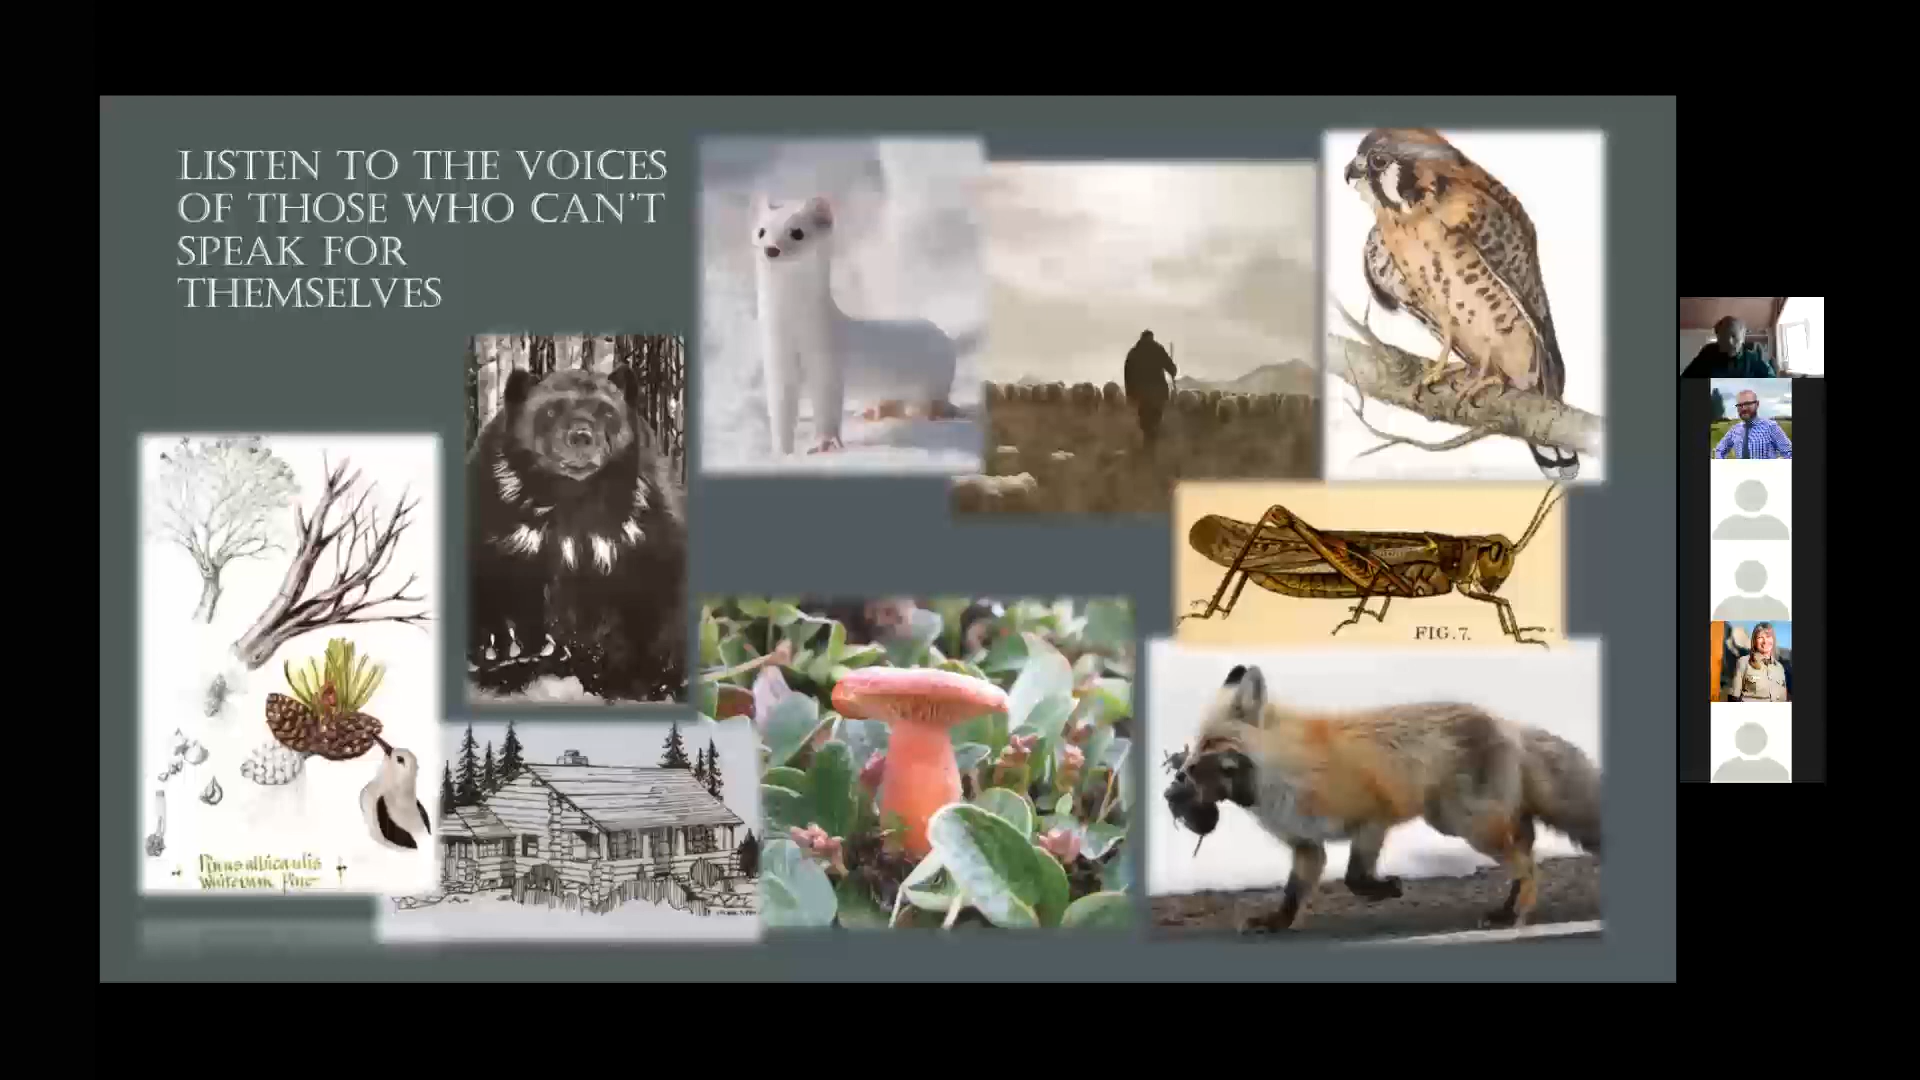 LISTEN TO THE VOICES
OF THOSE WHO CAN'T
SPEAK FOR
THEMSELVES
FIG.7.
Pinus albicaulis
Whitebark Pine